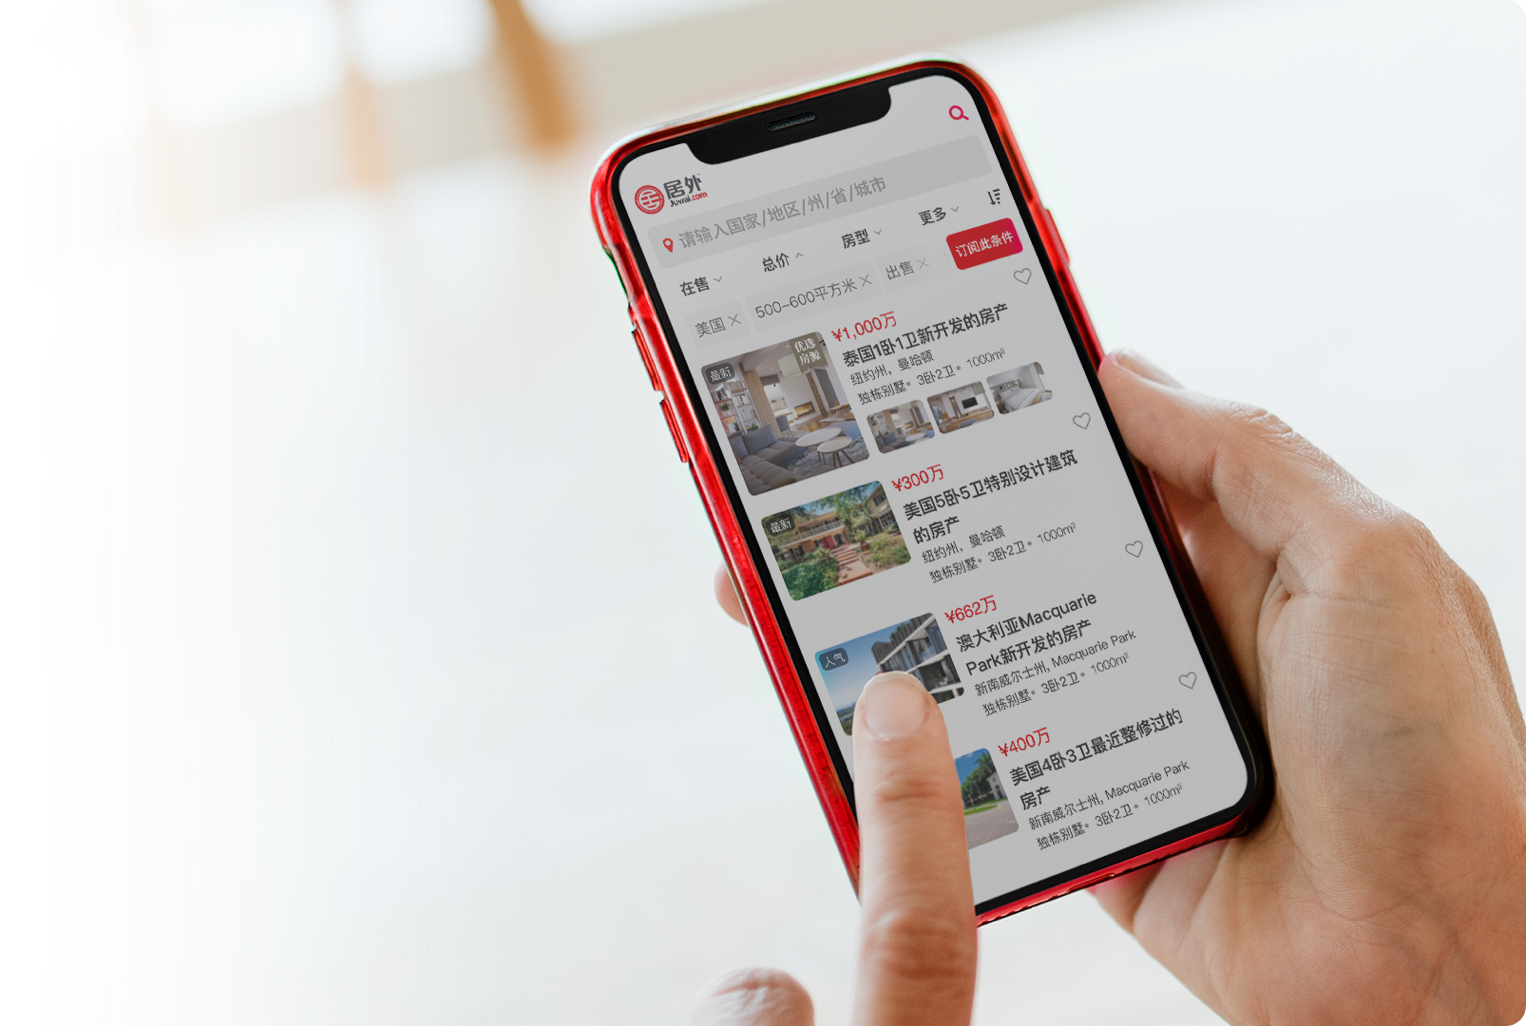 居外
Juwai.com
请输入国家/地区/州/省/城市
在售
总价
房型
更多
美国
500-600平方米
出售
订阅此条件
最新
优选
房源
¥1,000万
泰国1卧1卫新开发的房产
纽约州，曼哈顿
独栋别墅 • 3卧2卫 • 1000m²
最新
¥300万
美国5卧5卫特别设计建筑
的房产
纽约州，曼哈顿
独栋别墅 • 3卧2卫 • 1000m²
人气
¥662万
澳大利亚Macquarie
Park新开发的房产
新南威尔士州, Macquarie Park
独栋别墅 • 3卧2卫 • 1000m²
¥400万
美国4卧3卫最近整修过的
房产
新南威尔士州, Macquarie Park
独栋别墅 • 3卧2卫 • 1000m²